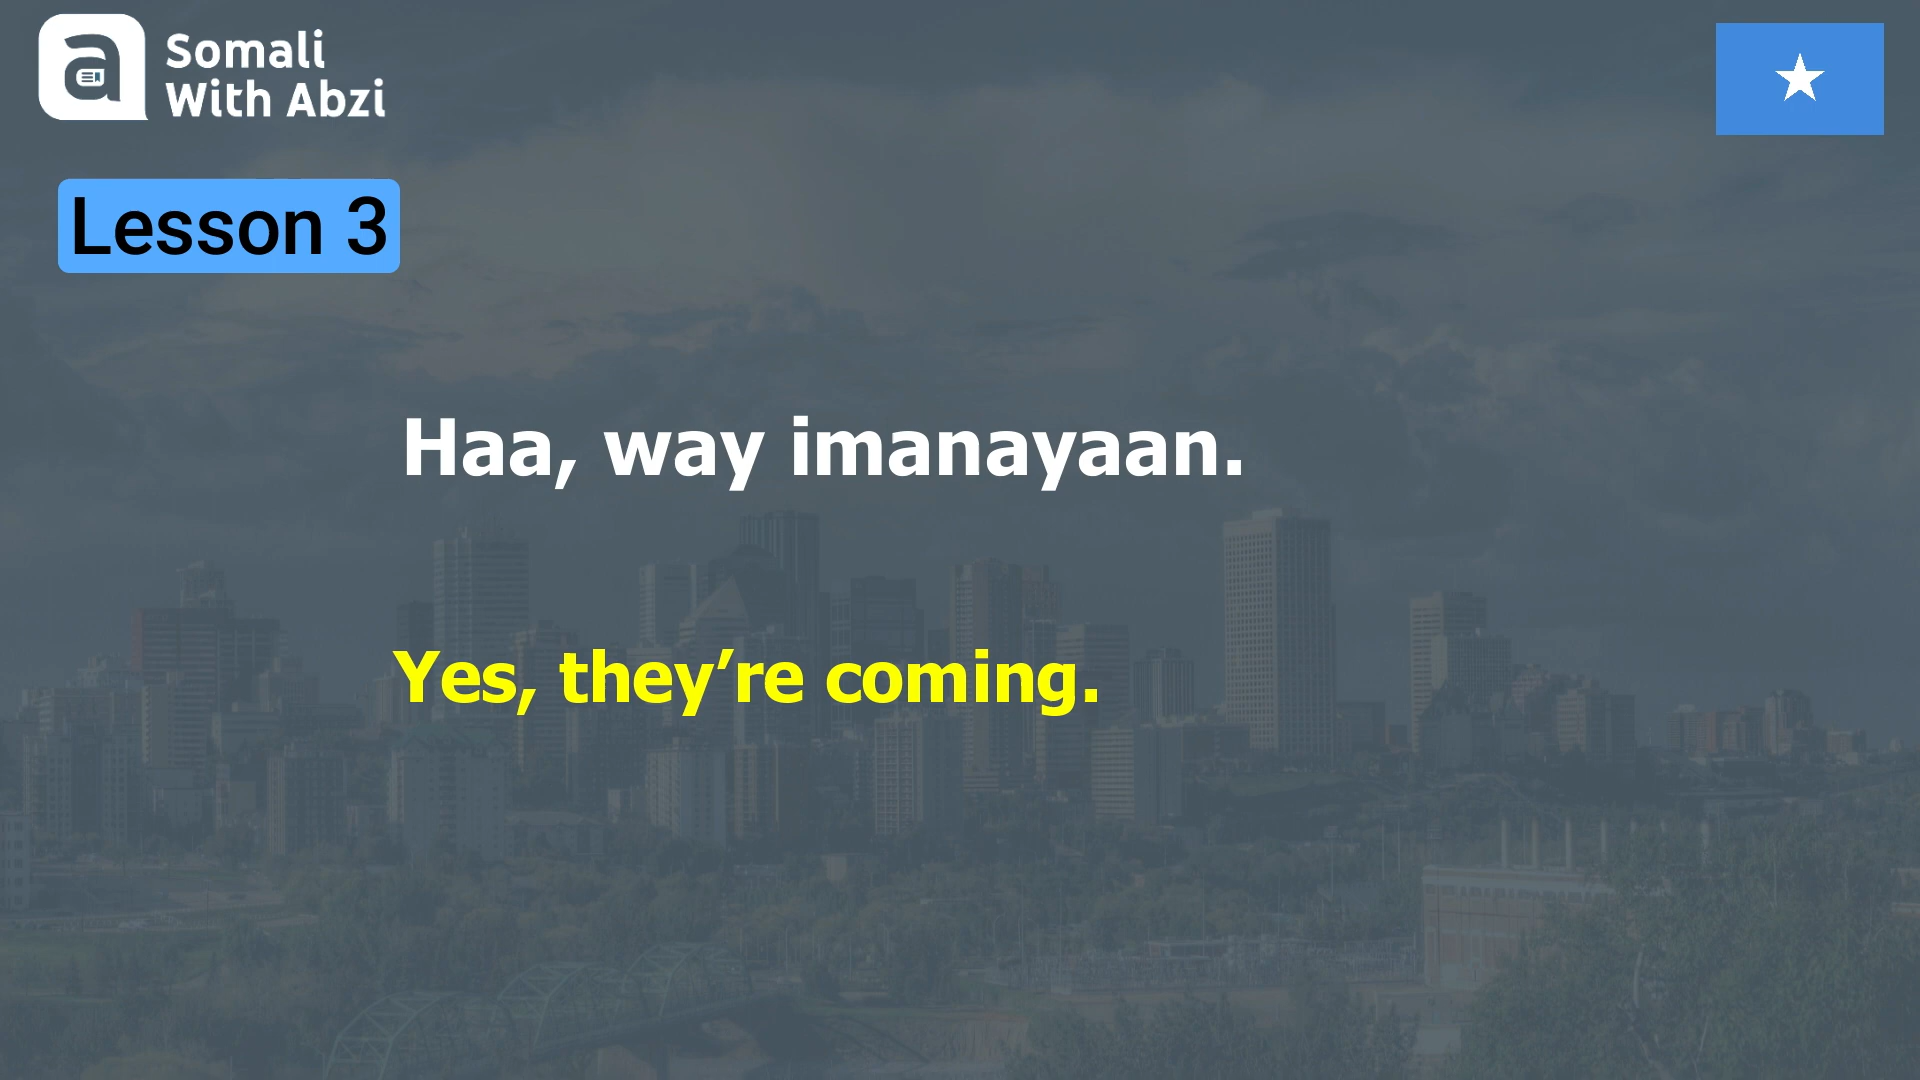 Somali
With Abzi
Lesson 3
Haa, way imanayaan.
Yes, they’re coming.